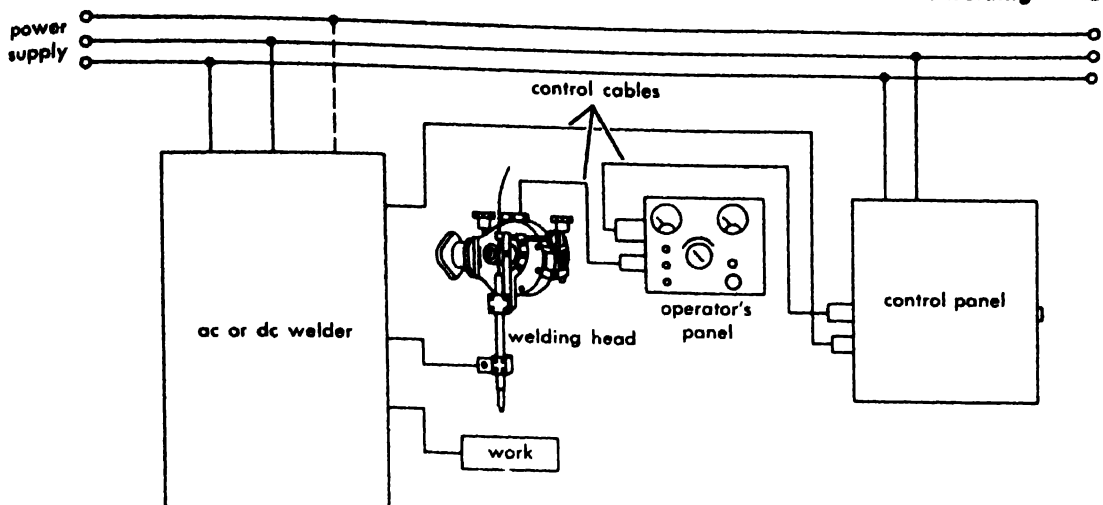 power
supply
control cables
ac or dc welder
welding head
operator's
panel
control panel
work